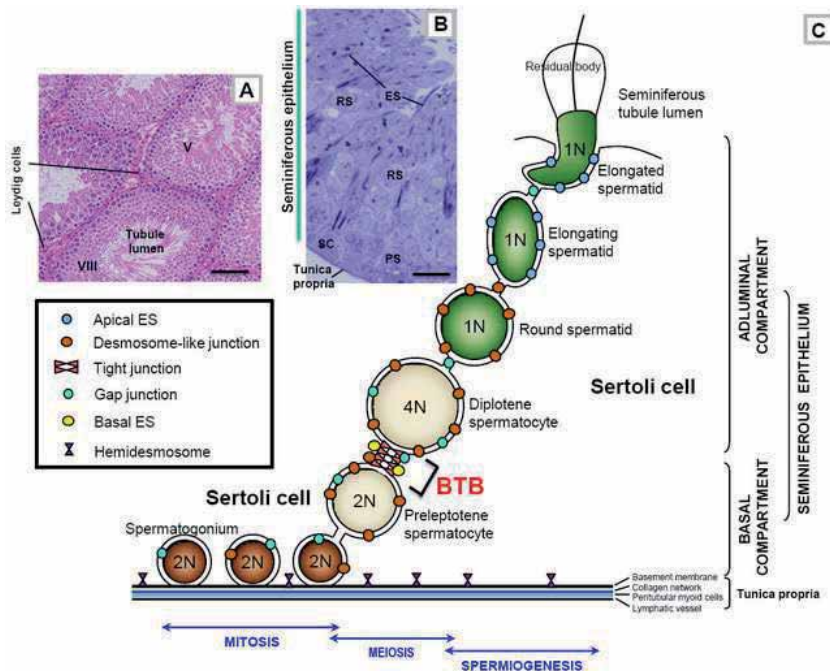 A
Leydig cells
V
Tubule
lumen
VIII
B
Seminiferous epithelium
RS
ES
RS
SC
PS
Tunica
propria
C
Residual body
Seminiferous
tubule lumen
1N
Elongated
spermatid
1N
Elongating
spermatid
1N
Round spermatid
4N
Diplotene
spermatocyte
Sertoli cell
BTB
Sertoli cell
2N
Preleptotene
spermatocyte
Spermatogonium
2N
2N
2N
ADLUMINAL
COMPARTMENT
BASAL
COMPARTMENT
SEMINIFEROUS EPITHELIUM
Basement membrane
Collagen network
Peritubular myoid cells
Lymphatic vessel
Tunica propria
Apical ES
Desmosome-like junction
Tight junction
Gap junction
Basal ES
Hemidesmosome
MITOSIS
MEIOSIS
SPERMIOGENESIS